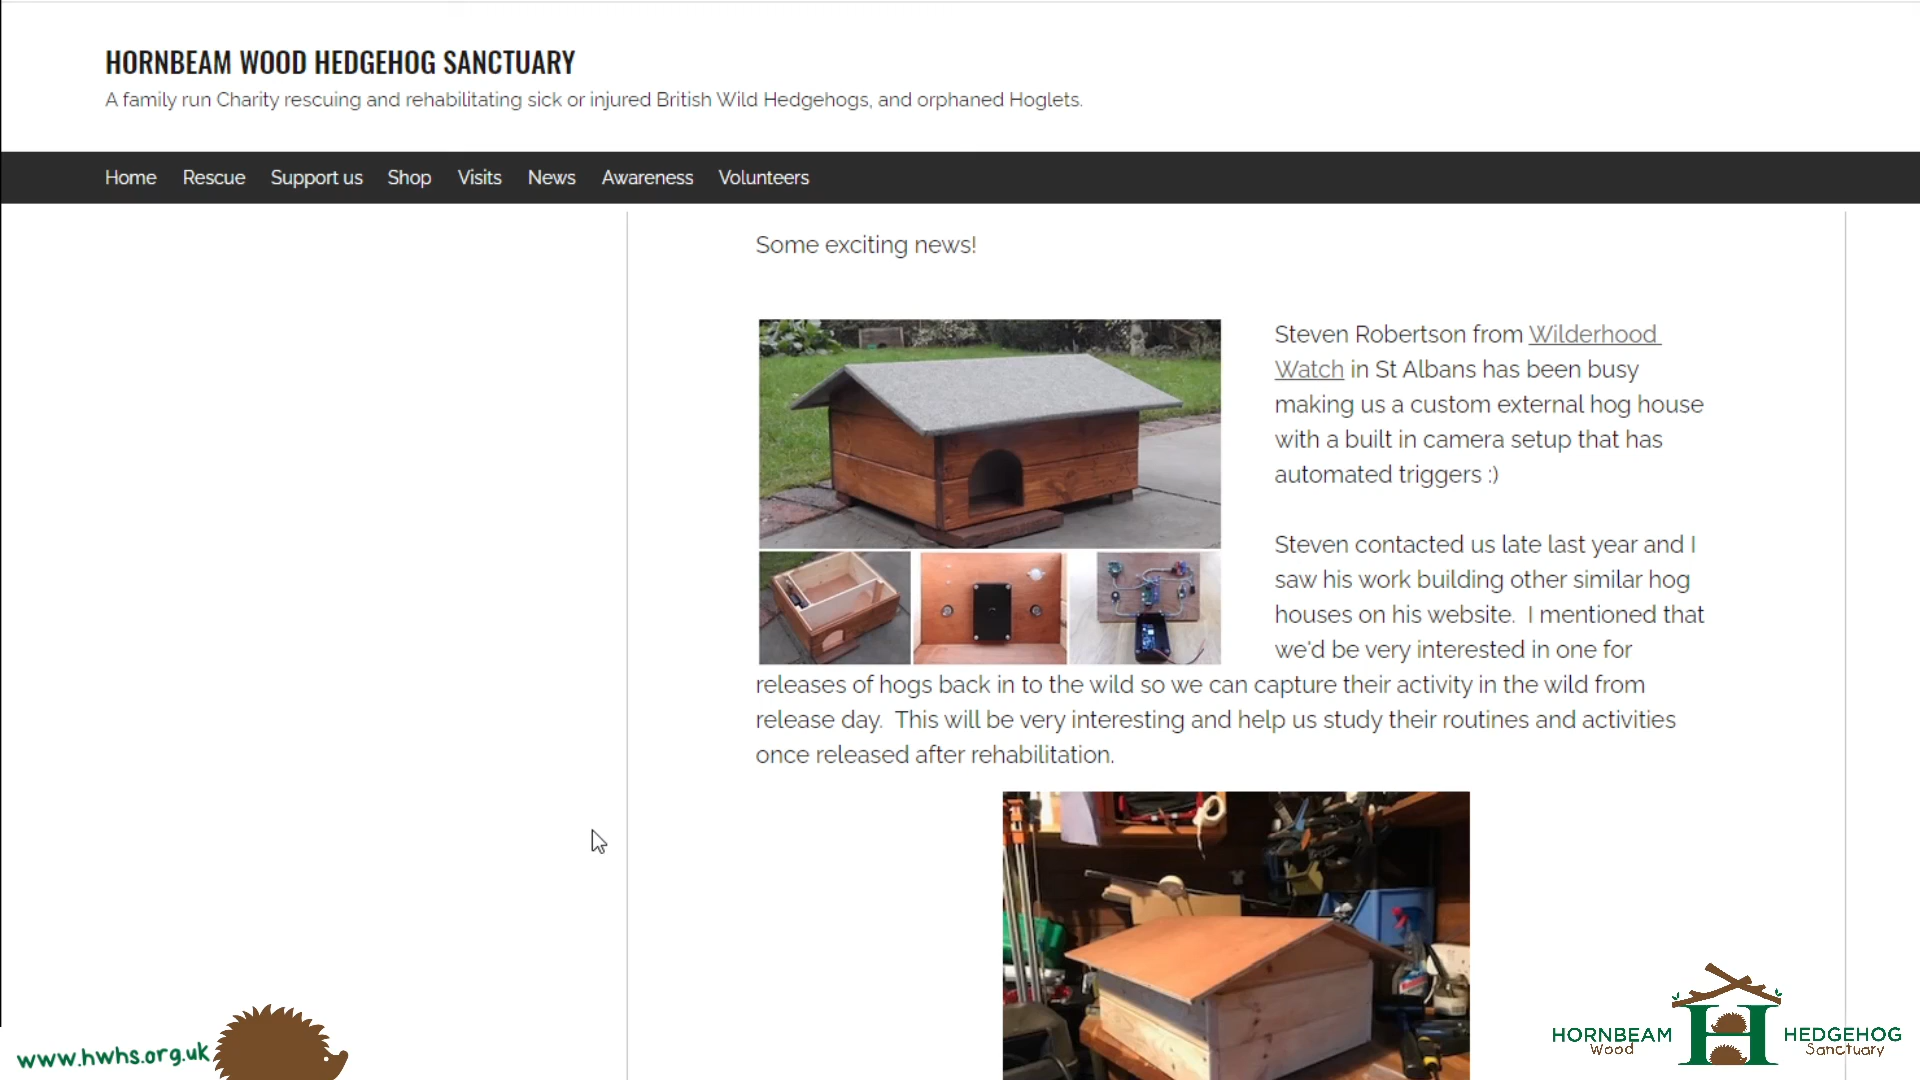 HORNBEAM WOOD HEDGEHOG SANCTUARY
A family run Charity rescuing and rehabilitating sick or injured British Wild Hedgehogs, and orphaned Hoglets.
Home Rescue Support us Shop Visits News Awareness Volunteers
Some exciting news!
Steven Robertson from Wilderhood
Watch in St Albans has been busy
making us a custom external hog house
with a built in camera setup that has
automated triggers :)
Steven contacted us late last year and I
saw his work building other similar hog
houses on his website.  I mentioned that
we'd be very interested in one for
releases of hogs back in to the wild so we can capture their activity in the wild from
release day.  This will be very interesting and help us study their routines and activities
once released after rehabilitation.
www.hwhs.org.uk
HORNBEAM H HEDGEHOG
Wood Sanctuary